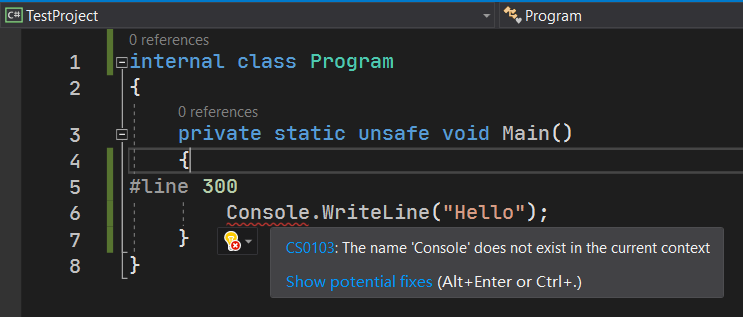 C# TestProject Program
0 references
1 internal class Program
2 {
0 references
3 private static unsafe void Main()
4 {
5 #line 300
6 Console.WriteLine("Hello");
7 }
CS0103: The name 'Console' does not exist in the current context
8 }
Show potential fixes (Alt+Enter or Ctrl+.)